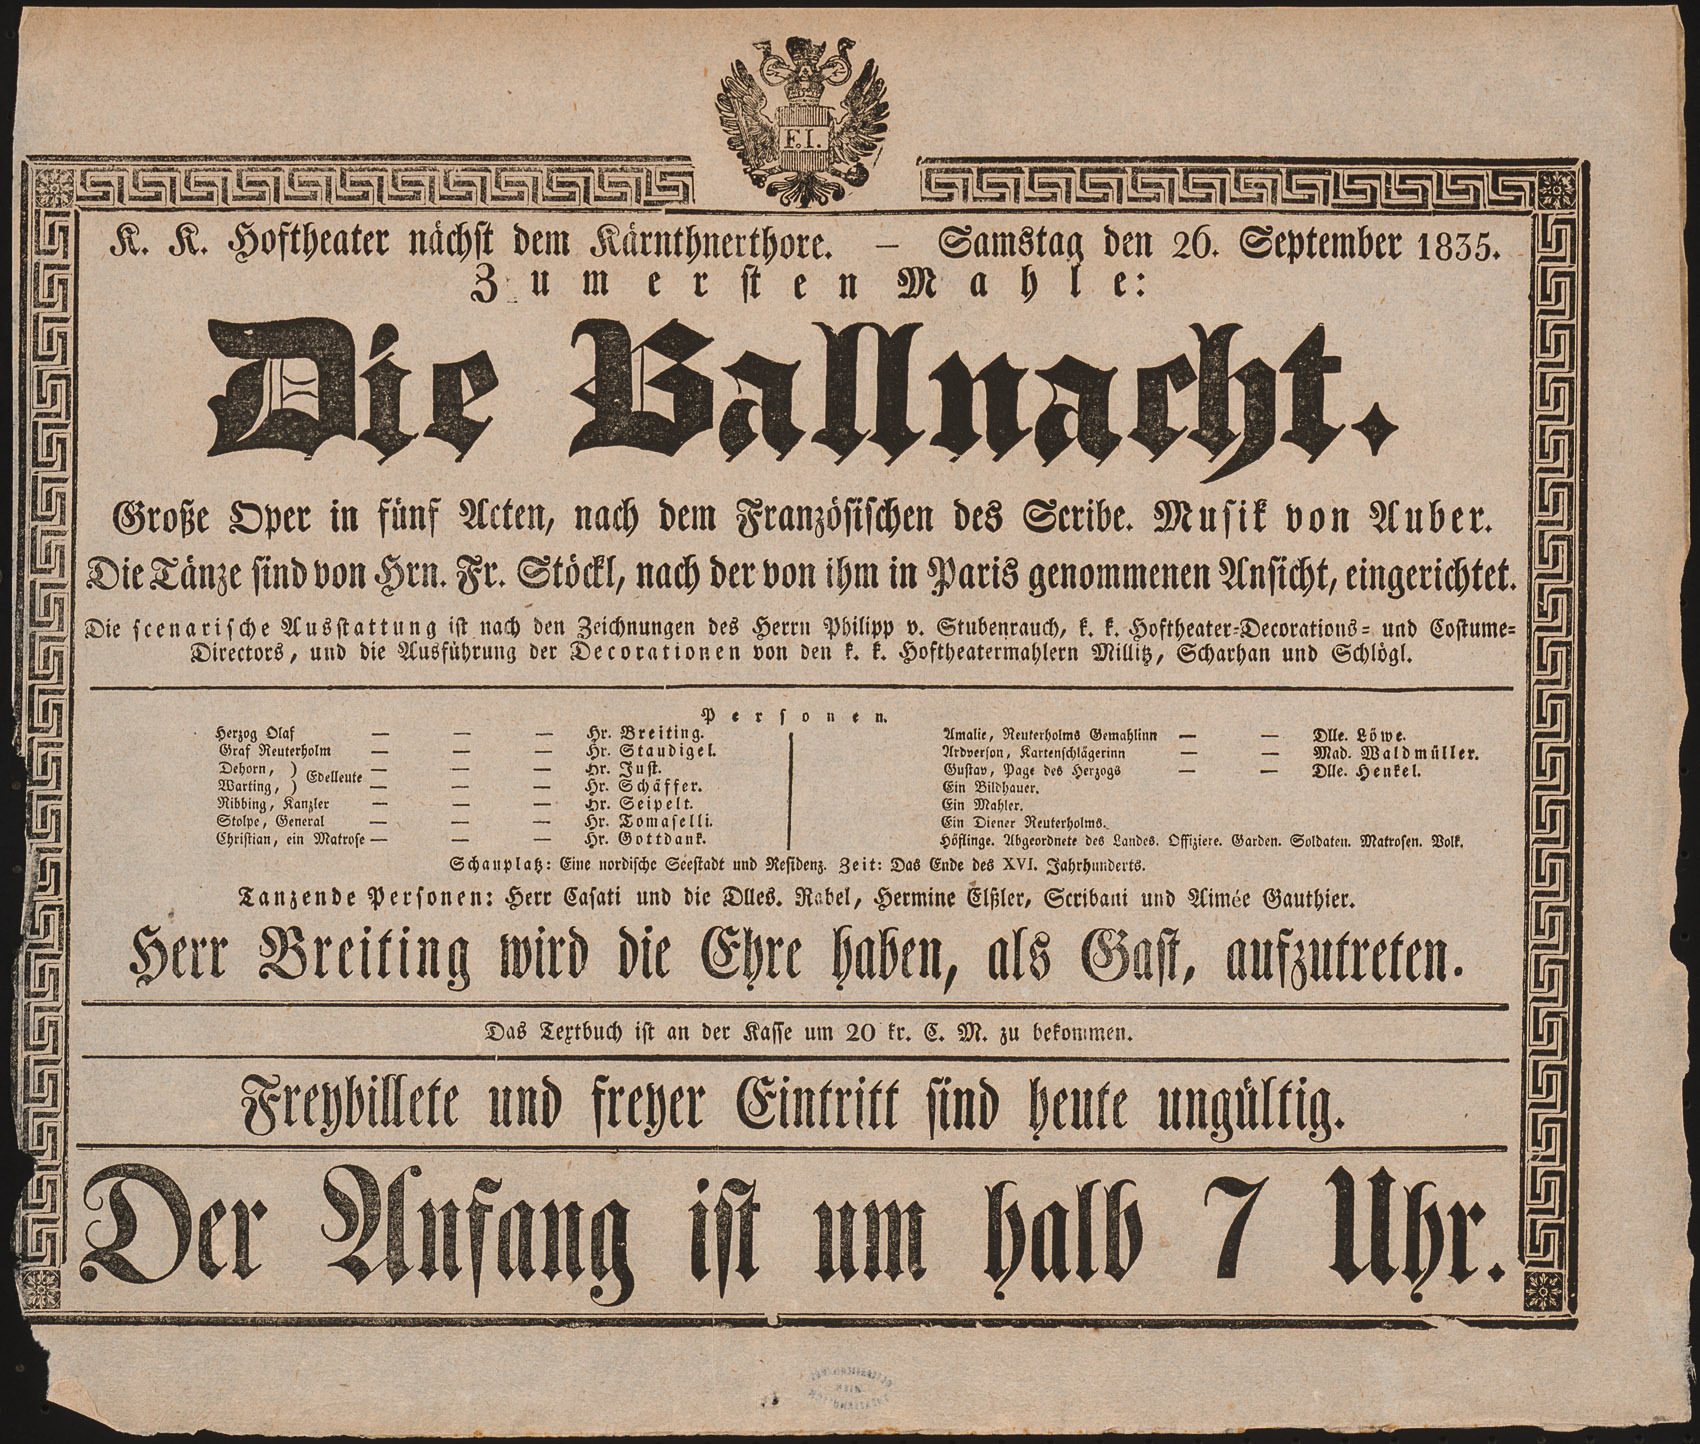 F. I.
K. K. Hoftheater nächst dem Kärnthnerthore. — Samstag den 26. September 1835.
Zum ersten Mahle:
Die Ballnacht.
Große Oper in fünf Acten, nach dem Französischen des Scribe. Musik von Auber.
Die Tänze sind von Hrn. Fr. Stöckl, nach der von ihm in Paris genommenen Ansicht, eingerichtet.
Die scenarische Ausstattung ist nach den Zeichnungen des Herrn Philipp v. Stubenrauch, k. k. Hoftheater-Decorations- und Costume-
Directors, und die Ausführung der Decorationen von den k. k. Hoftheatermahlern Millitz, Scharhan und Schlögl.
Personen.
Herzog Olaf — — — Hr. Breiting.
Graf Reuterholm — — — Hr. Staudigel.
Dehorn, } Edelleute — — — Hr. Just.
Warting, } — — — Hr. Schäffer.
Ribbing, Kanzler — — — Hr. Seipelt.
Stolpe, General — — — Hr. Tomaselli.
Christian, ein Matrose — — — Hr. Gottdank.
Amalie, Reuterholms Gemahlinn — — Dlle. Löwe.
Ardverson, Kartenschlägerinn — — Mad. Waldmüller.
Gustav, Page des Herzogs — — Dlle. Henkel.
Ein Bildhauer.
Ein Mahler.
Ein Diener Reuterholms.
Höflinge. Abgeordnete des Landes. Offiziere. Garden. Soldaten. Matrosen. Volk.
Schauplatz: Eine nordische Seestadt und Residenz. Zeit: Das Ende des XVI. Jahrhunderts.
Tanzende Personen: Herr Casati und die Dlles. Rabel, Hermine Elßler, Scribani und Aimée Gauthier.
Herr Breiting wird die Ehre haben, als Gast, aufzutreten.
Das Textbuch ist an der Kasse um 20 kr. C. M. zu bekommen.
Freybillete und freyer Eintritt sind heute ungültig.
Der Anfang ist um halb 7 Uhr.